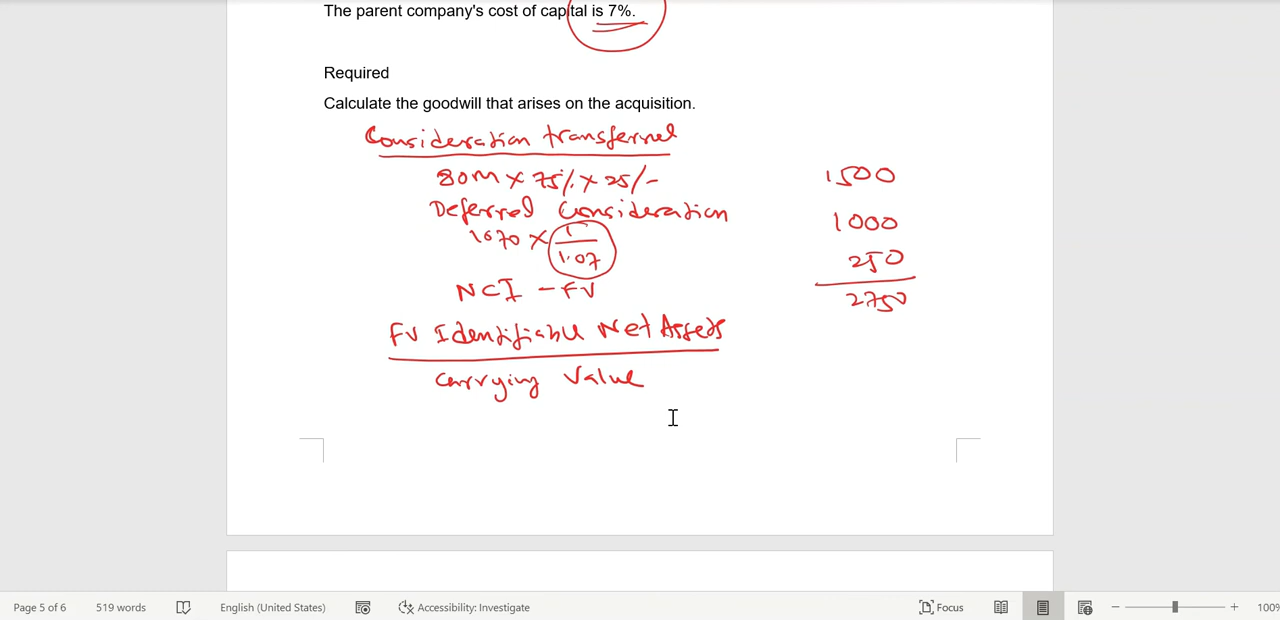 The parent company's cost of capital is 7%.
Required
Calculate the goodwill that arises on the acquisition.
Consideration transferred
80m x 75% x 25/- 1500
Deferred Consideration
1070 x 1/1.07 1000
NCI - FV 250
2750
FV Identifiable Net Assets
Carrying Value
Page 5 of 6 519 words English (United States) Accessibility: Investigate Focus 100%